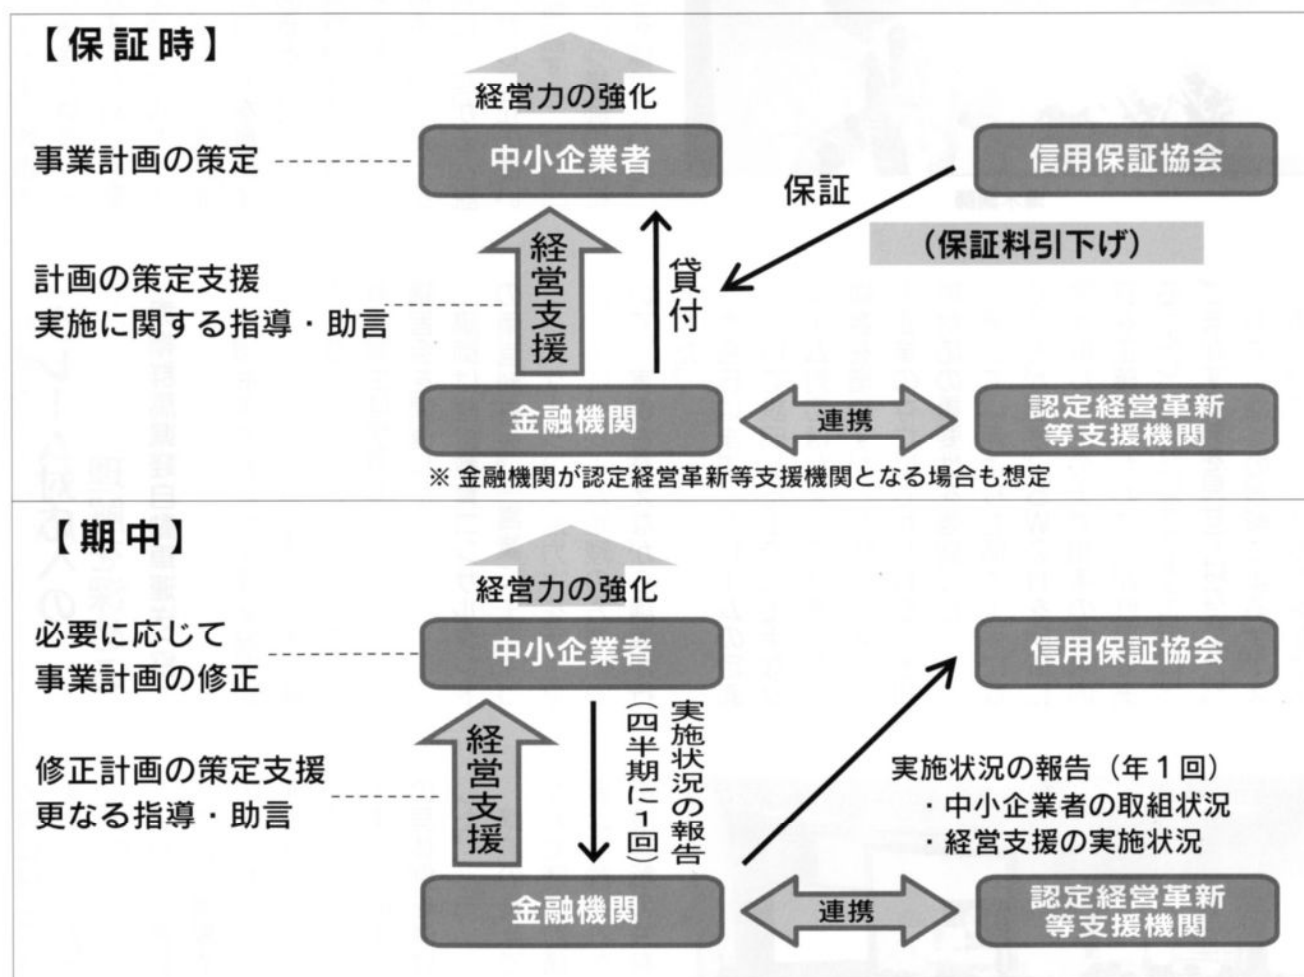 【保証時】
経営力の強化
事業計画の策定
中小企業者
信用保証協会
保証
(保証料引下げ)
計画の策定支援
実施に関する指導・助言
経営支援
貸付
金融機関
連携
認定経営革新
等支援機関
※ 金融機関が認定経営革新等支援機関となる場合も想定
【期中】
経営力の強化
必要に応じて
事業計画の修正
中小企業者
信用保証協会
修正計画の策定支援
更なる指導・助言
経営支援
実施状況の報告
(四半期に1回)
実施状況の報告(年1回)
・中小企業者の取組状況
・経営支援の実施状況
金融機関
連携
認定経営革新
等支援機関